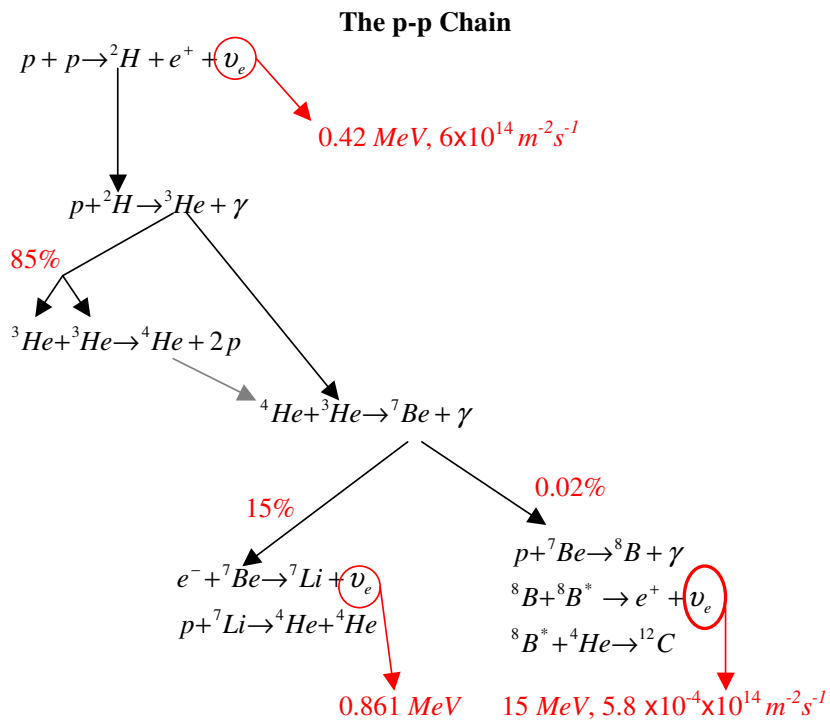 The p-p Chain
p + p → ²H + e⁺ + υₑ
0.42 MeV, 6x10¹⁴ m⁻²s⁻¹
p + ²H → ³He + γ
85%
³He + ³He → ⁴He + 2p
⁴He + ³He → ⁷Be + γ
15%
0.02%
e⁻ + ⁷Be → ⁷Li + υₑ
p + ⁷Li → ⁴He + ⁴He
p + ⁷Be → ⁸B + γ
⁸B + ⁸B* → e⁺ + υₑ
⁸B* + ⁴He → ¹²C
0.861 MeV
15 MeV, 5.8 x10⁻⁴x10¹⁴ m⁻²s⁻¹